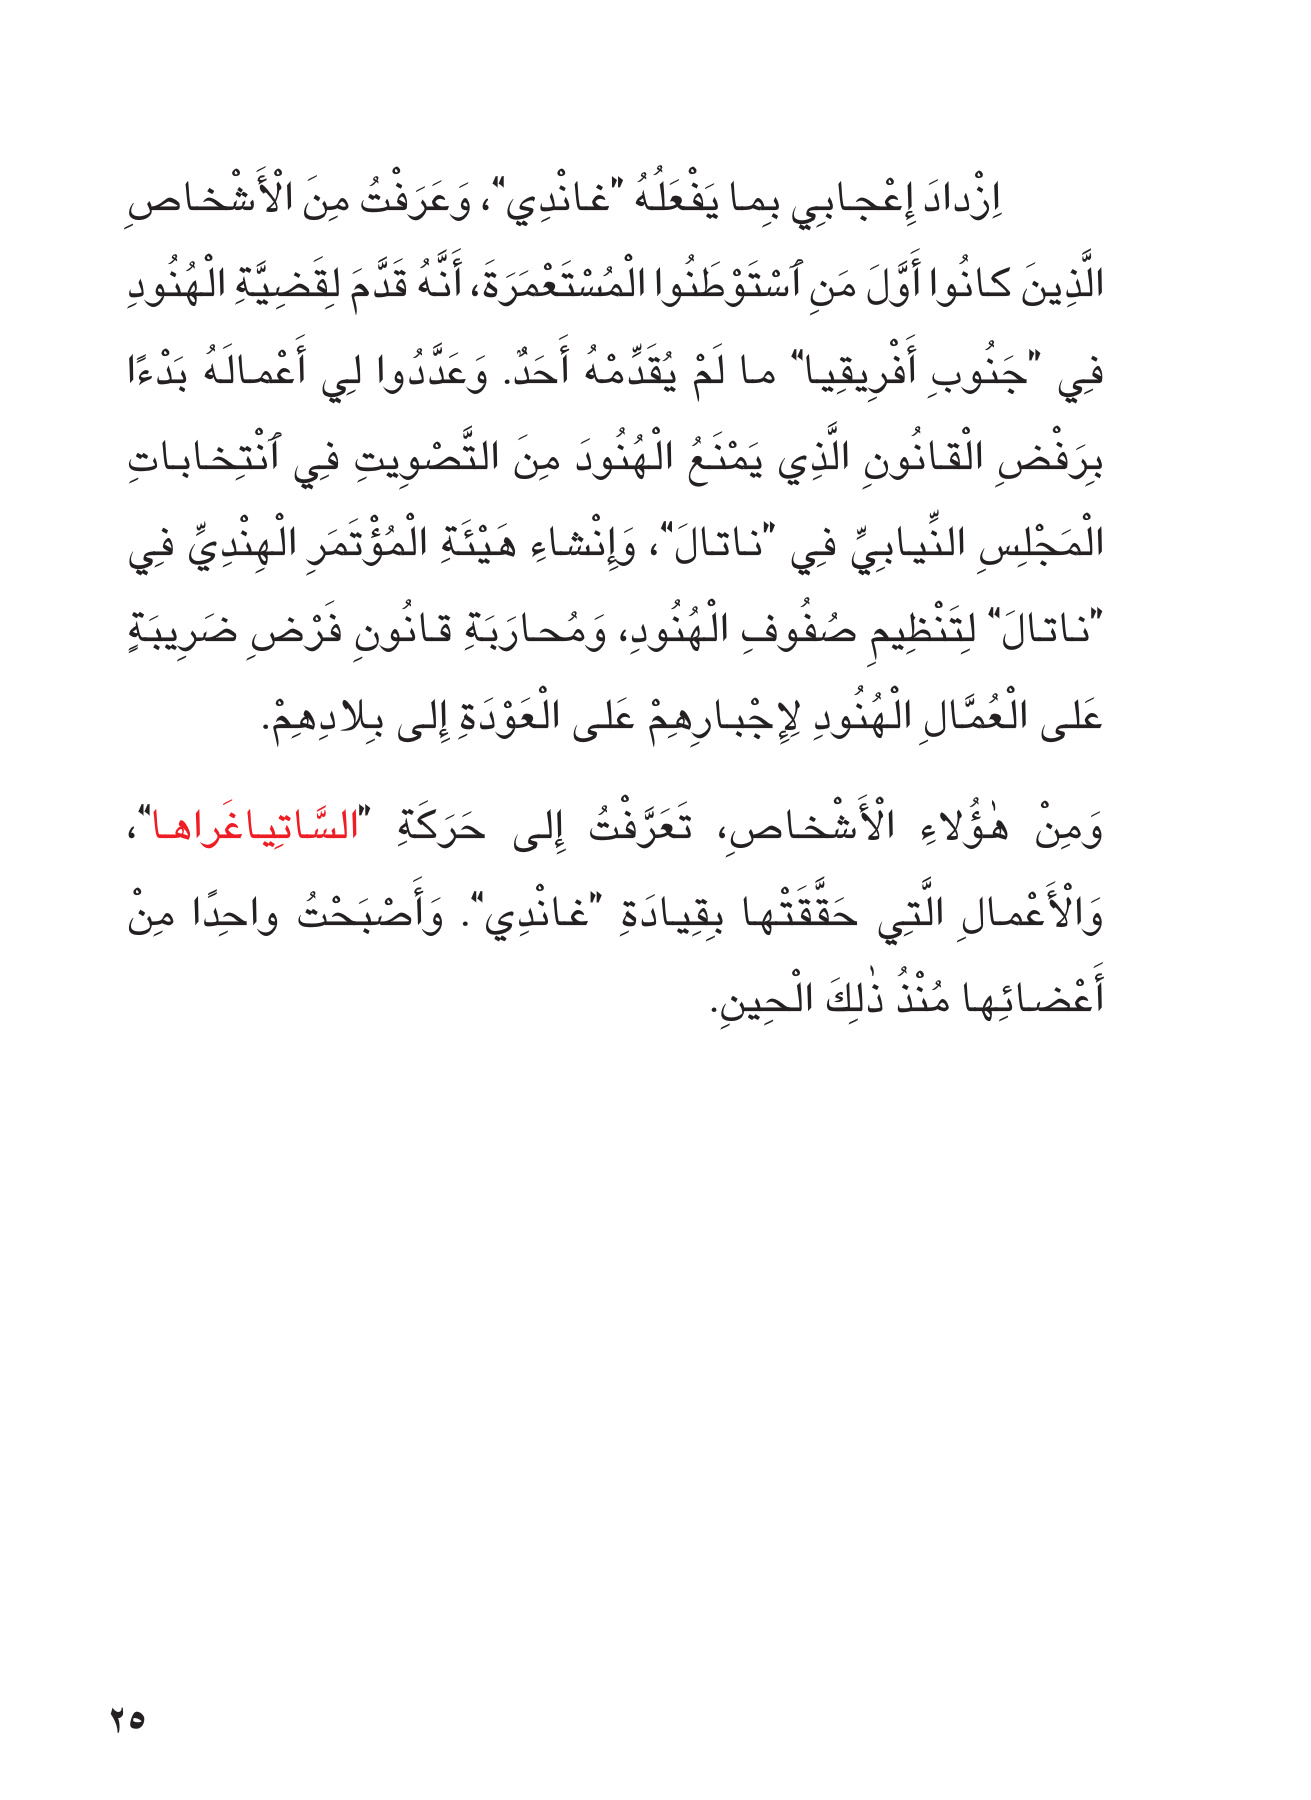 اِزْدادَ إِعْجابِي بِما يَفْعَلُهُ "غانْدِي"، وَعَرَفْتُ مِنَ الْأَشْخاصِ
الَّذِينَ كانُوا أَوَّلَ مَنِ ٱسْتَوْطَنُوا الْمُسْتَعْمَرَةَ، أَنَّهُ قَدَّمَ لِقَضِيَّةِ الْهُنُودِ
فِي "جَنُوبِ أَفْرِيقِيا" ما لَمْ يُقَدِّمْهُ أَحَدٌ. وَعَدَّدُوا لِي أَعْمالَهُ بَدْءًا
بِرَفْضِ الْقانُونِ الَّذِي يَمْنَعُ الْهُنُودَ مِنَ التَّصْوِيتِ فِي ٱنْتِخاباتِ
الْمَجْلِسِ النِّيابِيِّ فِي "ناتالَ"، وَإِنْشاءِ هَيْئَةِ الْمُؤْتَمَرِ الْهِنْدِيِّ فِي
"ناتالَ" لِتَنْظِيمِ صُفُوفِ الْهُنُودِ، وَمُحارَبَةِ قانُونِ فَرْضِ ضَرِيبَةٍ
عَلى الْعُمَّالِ الْهُنُودِ لِإِجْبارِهِمْ عَلى الْعَوْدَةِ إِلى بِلادِهِمْ.
وَمِنْ هٰؤُلاءِ الْأَشْخاصِ، تَعَرَّفْتُ إِلى حَرَكَةِ "السَّاتِياغَراها"،
وَالْأَعْمالِ الَّتِي حَقَّقَتْها بِقِيادَةِ "غانْدِي". وَأَصْبَحْتُ واحِدًا مِنْ
أَعْضائِها مُنْذُ ذٰلِكَ الْحِينِ.
٢٥